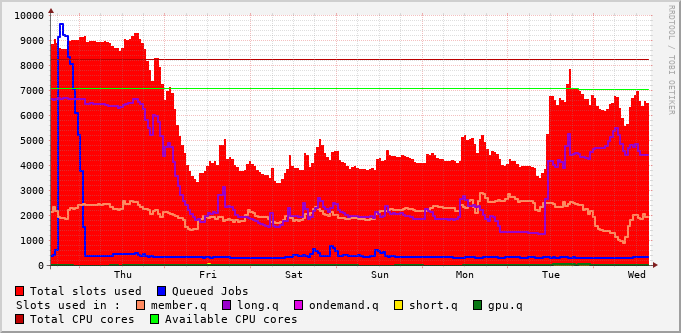 10000
9000
8000
7000
6000
5000
4000
3000
2000
1000
0
Thu Fri Sat Sun Mon Tue Wed
RRDTOOL / TOBI OETIKER
Total slots used Queued Jobs
Slots used in : member.q long.q ondemand.q short.q gpu.q
Total CPU cores Available CPU cores